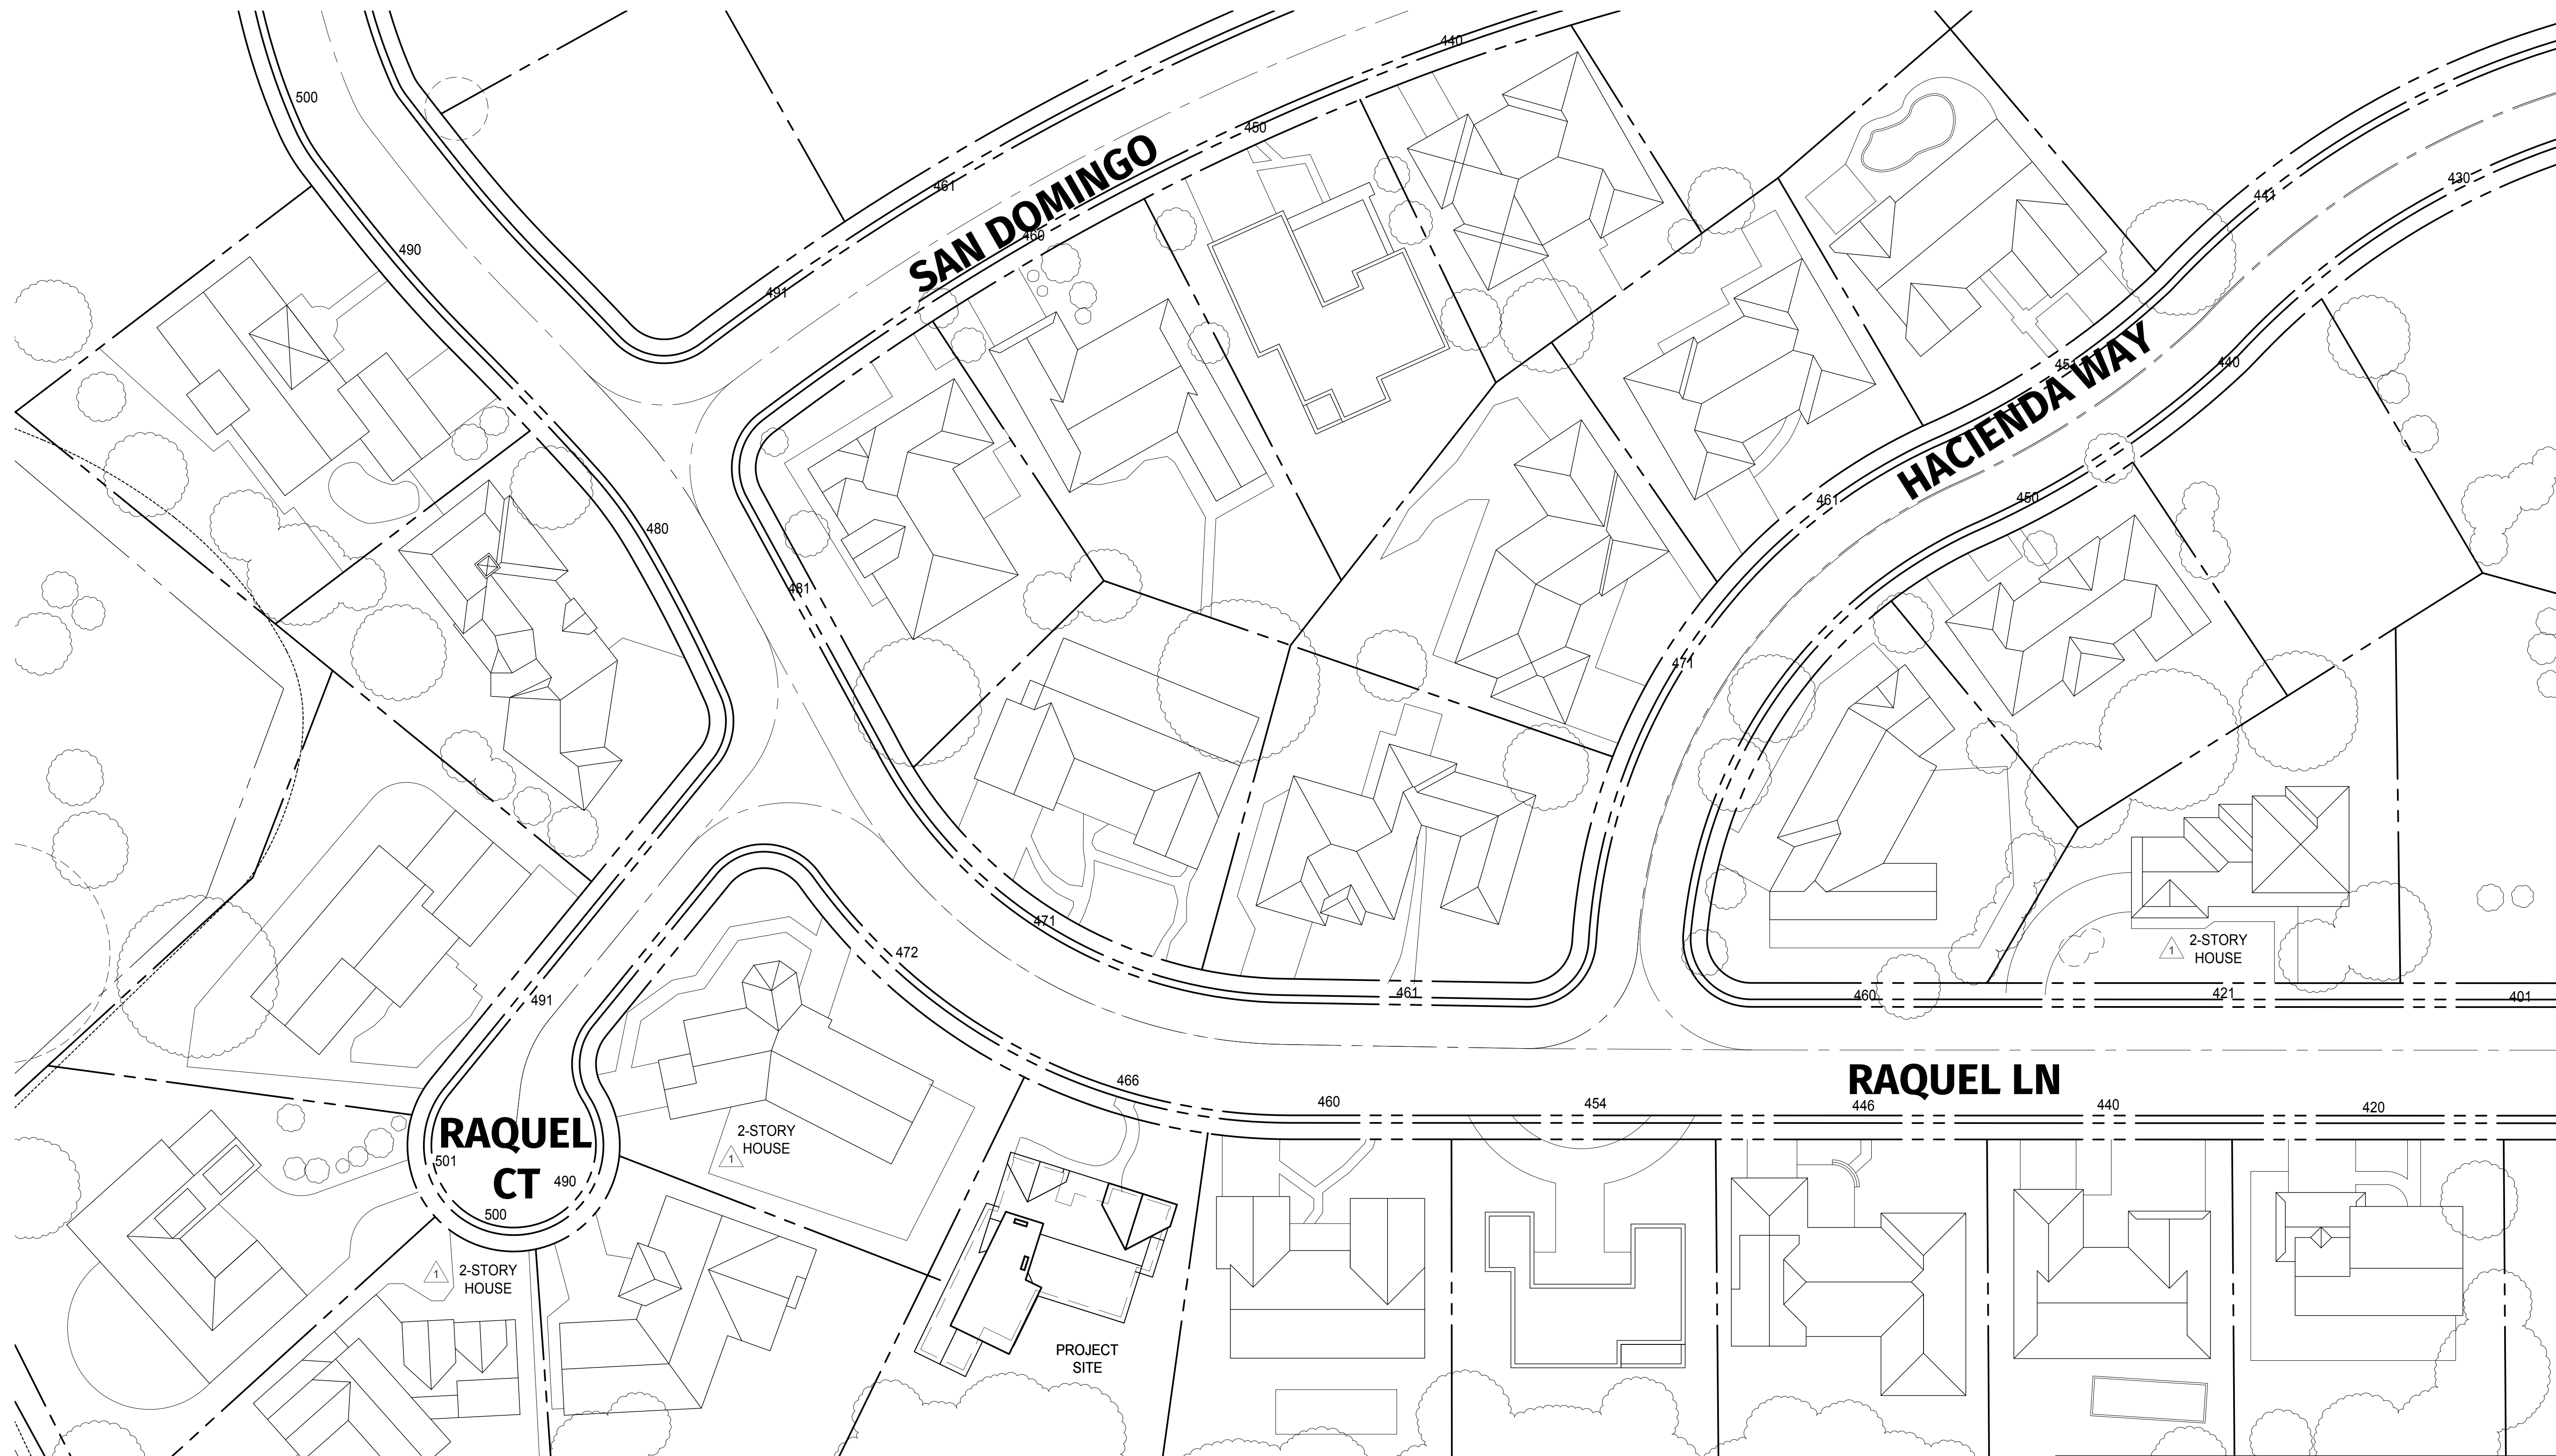 440
500
450
430
461
441
460
490
SAN DOMINGO
491
451
440
HACIENDA WAY
461
450
480
481
471
471
472
2-STORY
HOUSE
1
491
461
460
421
401
RAQUEL LN
466
460
454
446
440
420
RAQUEL
CT
2-STORY
HOUSE
1
501
490
500
1
2-STORY
HOUSE
PROJECT
SITE